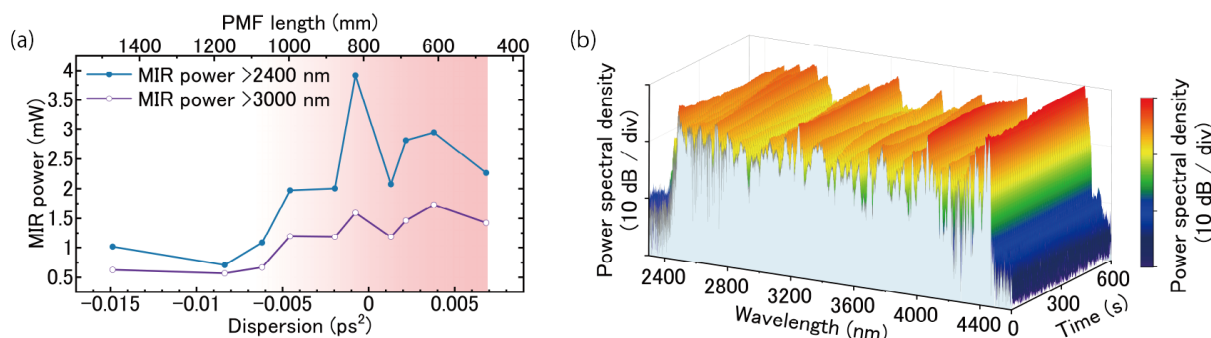 (a)
PMF length (mm)
1400 1200 1000 800 600 400
MIR power >2400 nm
MIR power >3000 nm
MIR power (mW)
4
3.5
3
2.5
2
1.5
1
0.5
−0.015 −0.01 −0.005 0 0.005
Dispersion (ps²)
(b)
Power spectral density
(10 dB / div)
2400 2800 3200 3600 4000 4400
Wavelength (nm)
0 300 600
Time (s)
Power spectral density
(10 dB / div)